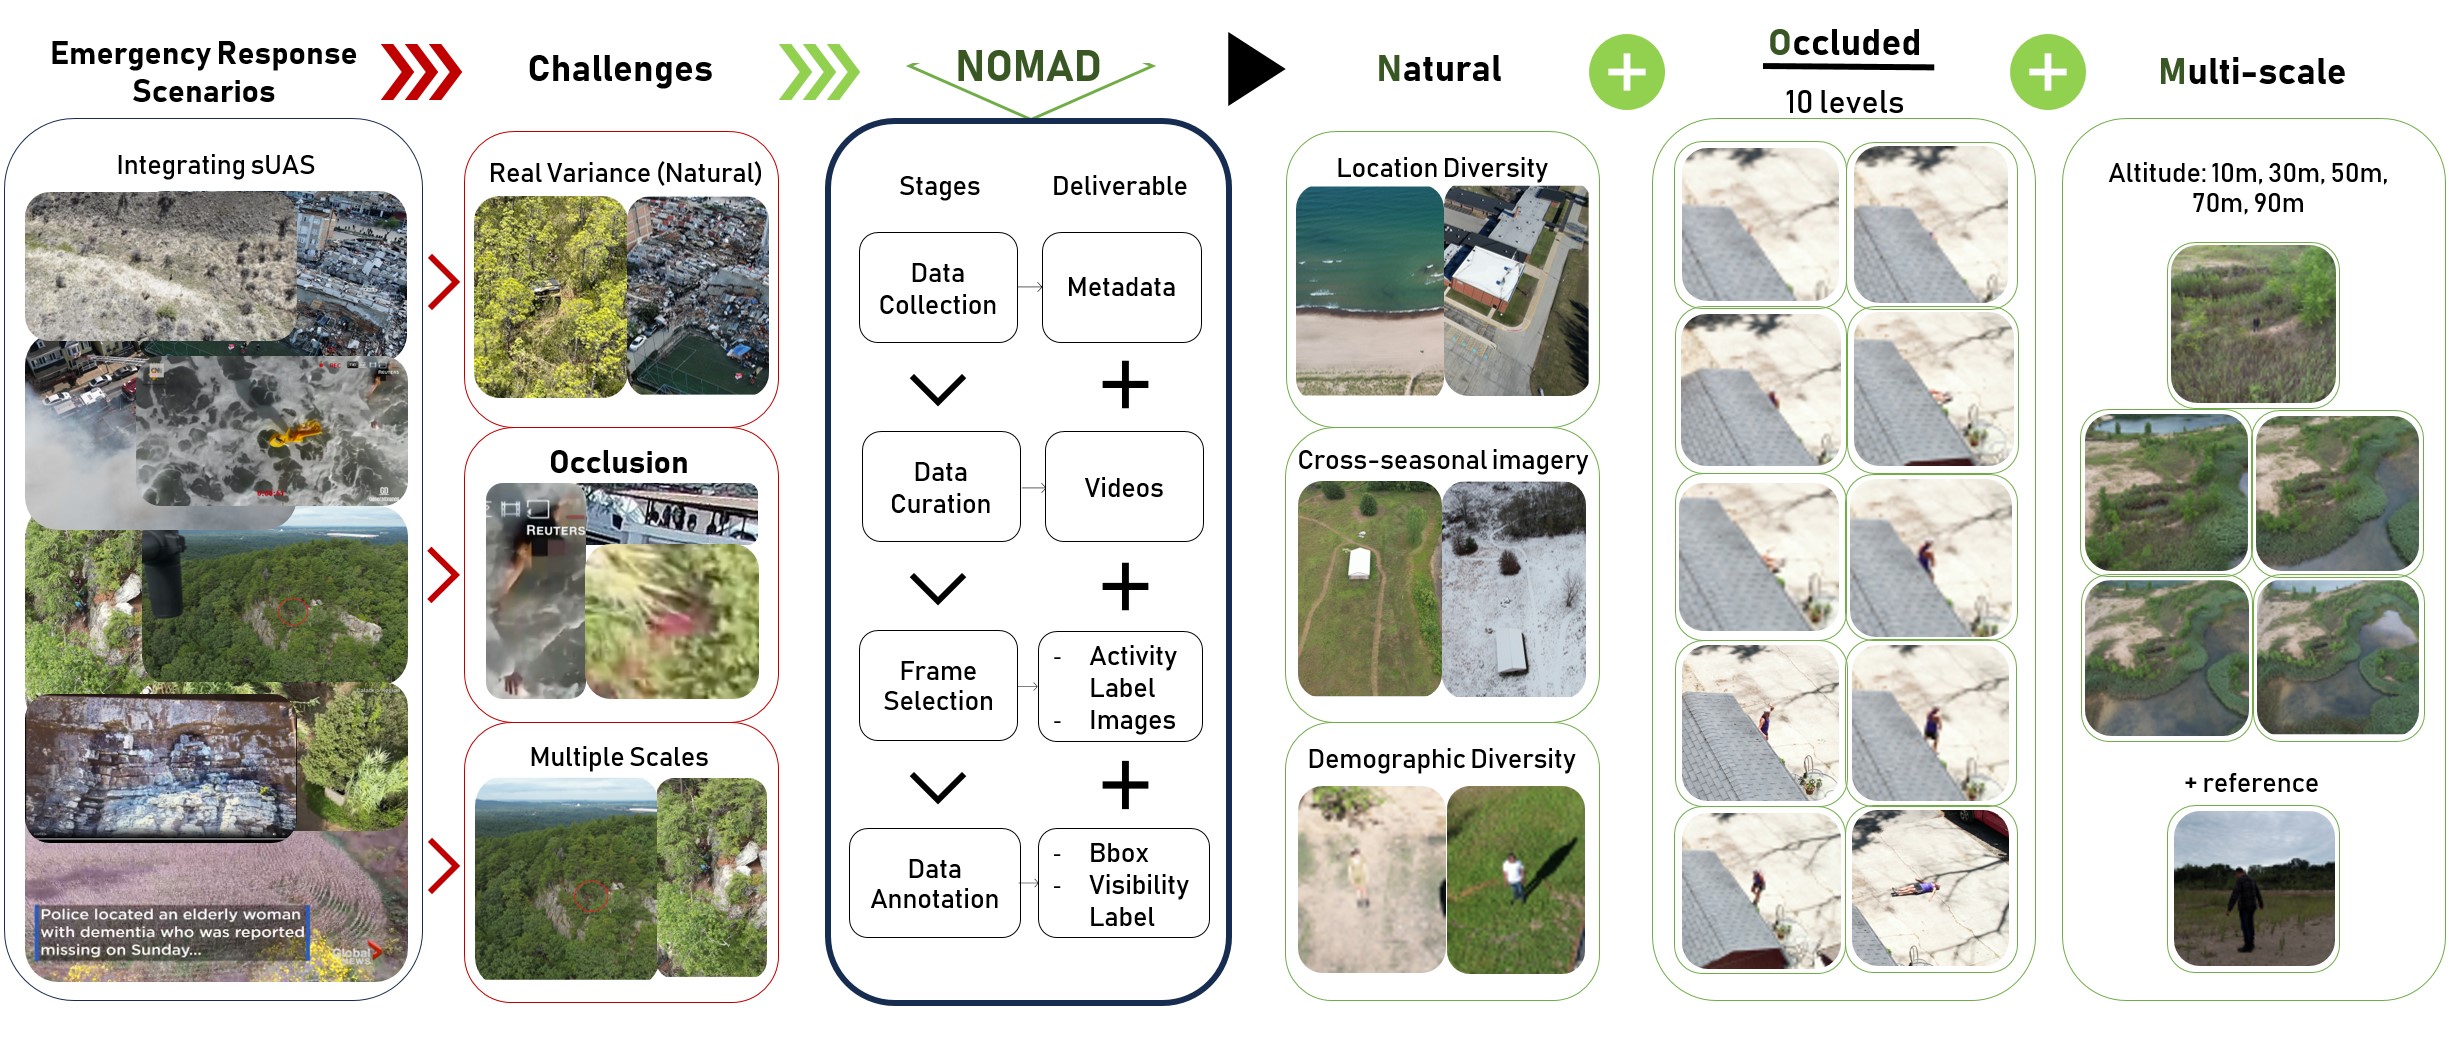 Emergency Response
Scenarios
Challenges
NOMAD
Natural
Occluded
10 levels
Multi-scale
Integrating sUAS
REUTERS
Police located an elderly woman
with dementia who was reported
missing on Sunday...
Global
NEWS
Real Variance (Natural)
Occlusion
REUTERS
Multiple Scales
Stages
Deliverable
Data
Collection
Metadata
Data
Curation
Videos
Frame
Selection
- Activity
Label
- Images
Data
Annotation
- Bbox
- Visibility
Label
Location Diversity
Cross-seasonal imagery
Demographic Diversity
Altitude: 10m, 30m, 50m,
70m, 90m
+ reference